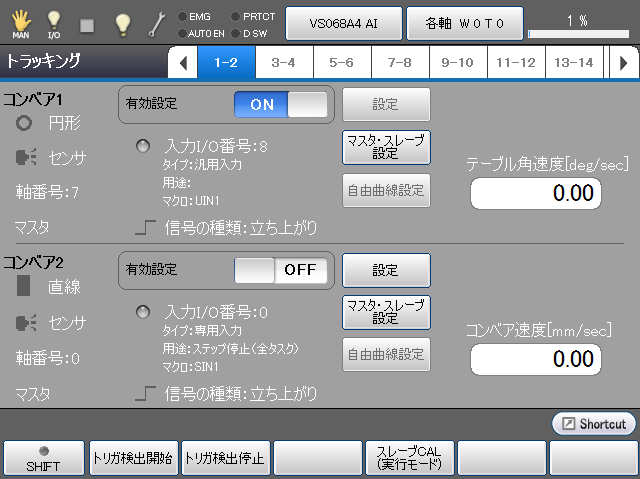 MAN
I/O
EMG
PRTCT
AUTO EN
D SW
VS068A4 AI
各軸 W0T0
1 %
トラッキング
1-2
3-4
5-6
7-8
9-10
11-12
13-14
コンベア1
有効設定
ON
設定
円形
センサ
軸番号:7
マスタ
入力I/O番号:8
タイプ:汎用入力
用途:
マクロ:UIN1
信号の種類:立ち上がり
マスタ・スレーブ
設定
自由曲線設定
テーブル角速度[deg/sec]
0.00
コンベア2
有効設定
OFF
設定
直線
センサ
軸番号:0
マスタ
入力I/O番号:0
タイプ:専用入力
用途:ステップ停止(全タスク)
マクロ:SIN1
信号の種類:立ち上がり
マスタ・スレーブ
設定
自由曲線設定
コンベア速度[mm/sec]
0.00
Shortcut
SHIFT
トリガ検出開始
トリガ検出停止
スレーブCAL
(実行モード)